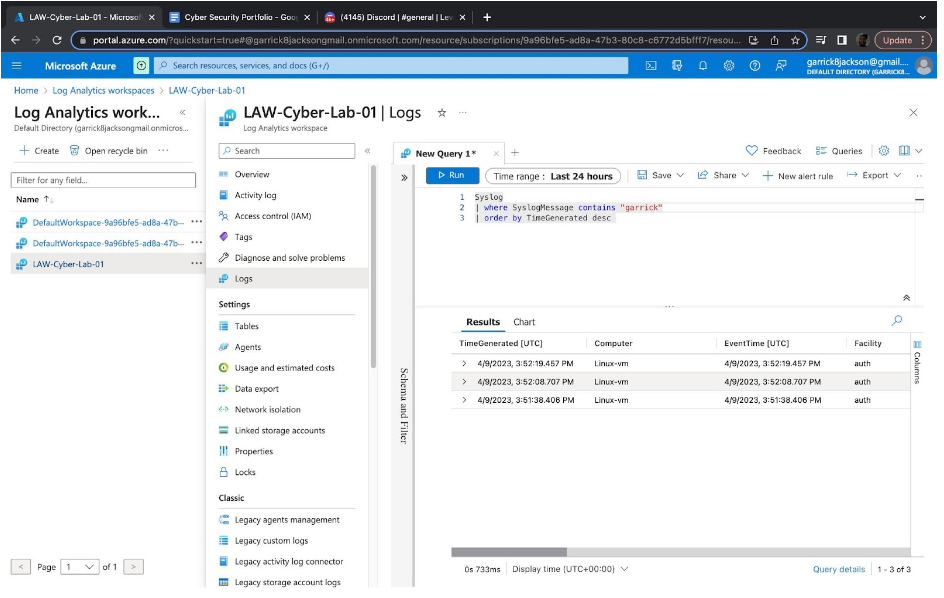 LAW-Cyber-Lab-01 - Microsoft
Cyber Security Portfolio - Goo
(4145) Discord | #general | Lev
Update
portal.azure.com/?quickstart=true#@garrick8jacksongmail.onmicrosoft.com/resource/subscriptions/9a96bfe5-ad8a-47b3-80c8-c6772d5bfff7/resou...
Microsoft Azure
Search resources, services, and docs (G+/)
garrick8jackson@gmail....
DEFAULT DIRECTORY (GARRICK8...
Home > Log Analytics workspaces > LAW-Cyber-Lab-01
Log Analytics work...
Default Directory (garrick8jacksongmail.onmicros...
Create
Open recycle bin
Filter for any field...
Name
DefaultWorkspace-9a96bfe5-ad8a-47b--
DefaultWorkspace-9a96bfe5-ad8a-47b--
LAW-Cyber-Lab-01
< Page 1 of 1 >
LAW-Cyber-Lab-01 | Logs
Log Analytics workspace
Search
Overview
Activity log
Access control (IAM)
Tags
Diagnose and solve problems
Logs
Settings
Tables
Agents
Usage and estimated costs
Data export
Network isolation
Linked storage accounts
Properties
Locks
Classic
Legacy agents management
Legacy custom logs
Legacy activity log connector
Legacy storage account logs
New Query 1*
Feedback
Queries
Run
Time range : Last 24 hours
Save
Share
New alert rule
Export
1 Syslog
2 | where SyslogMessage contains "garrick"
3 | order by TimeGenerated desc
Schema and Filter
Results
Chart
TimeGenerated [UTC] Computer EventTime [UTC] Facility
4/9/2023, 3:52:19.457 PM Linux-vm 4/9/2023, 3:52:19.457 PM auth
4/9/2023, 3:52:08.707 PM Linux-vm 4/9/2023, 3:52:08.707 PM auth
4/9/2023, 3:51:38.406 PM Linux-vm 4/9/2023, 3:51:38.406 PM auth
Columns
0s 733ms
Display time (UTC+00:00)
Query details
1 - 3 of 3